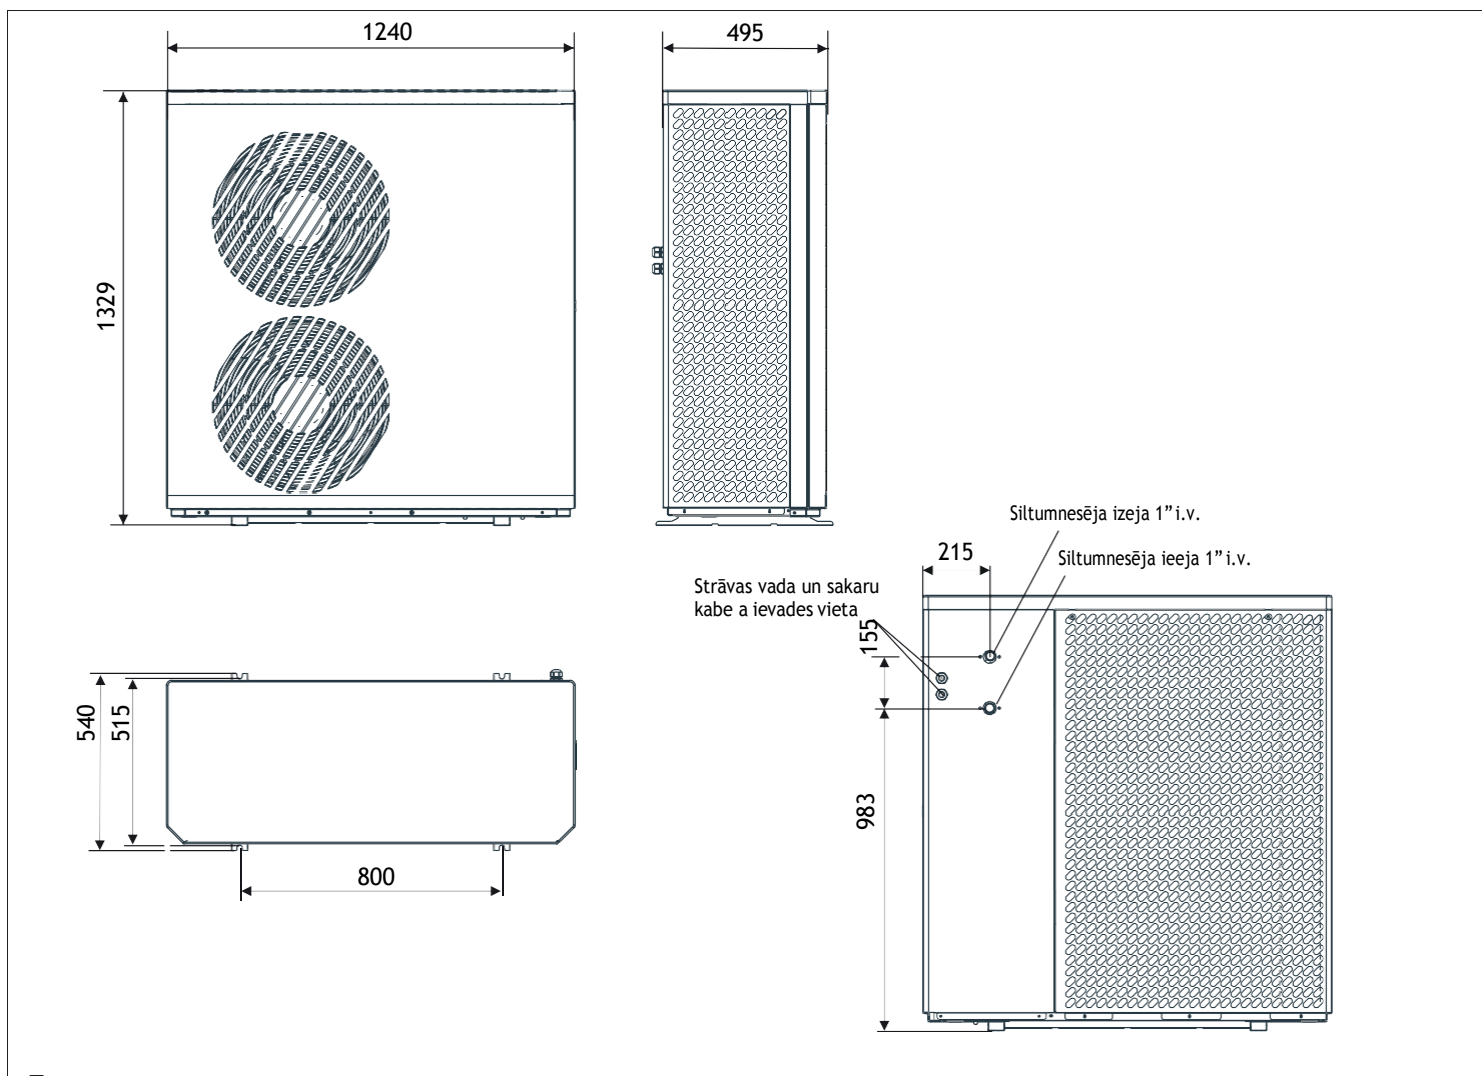 1240
495
1329
Siltumnesēja izeja 1” i.v.
215
Siltumnesēja ieeja 1” i.v.
Strāvas vada un sakaru
kabe a ievades vieta
155
540
515
983
800